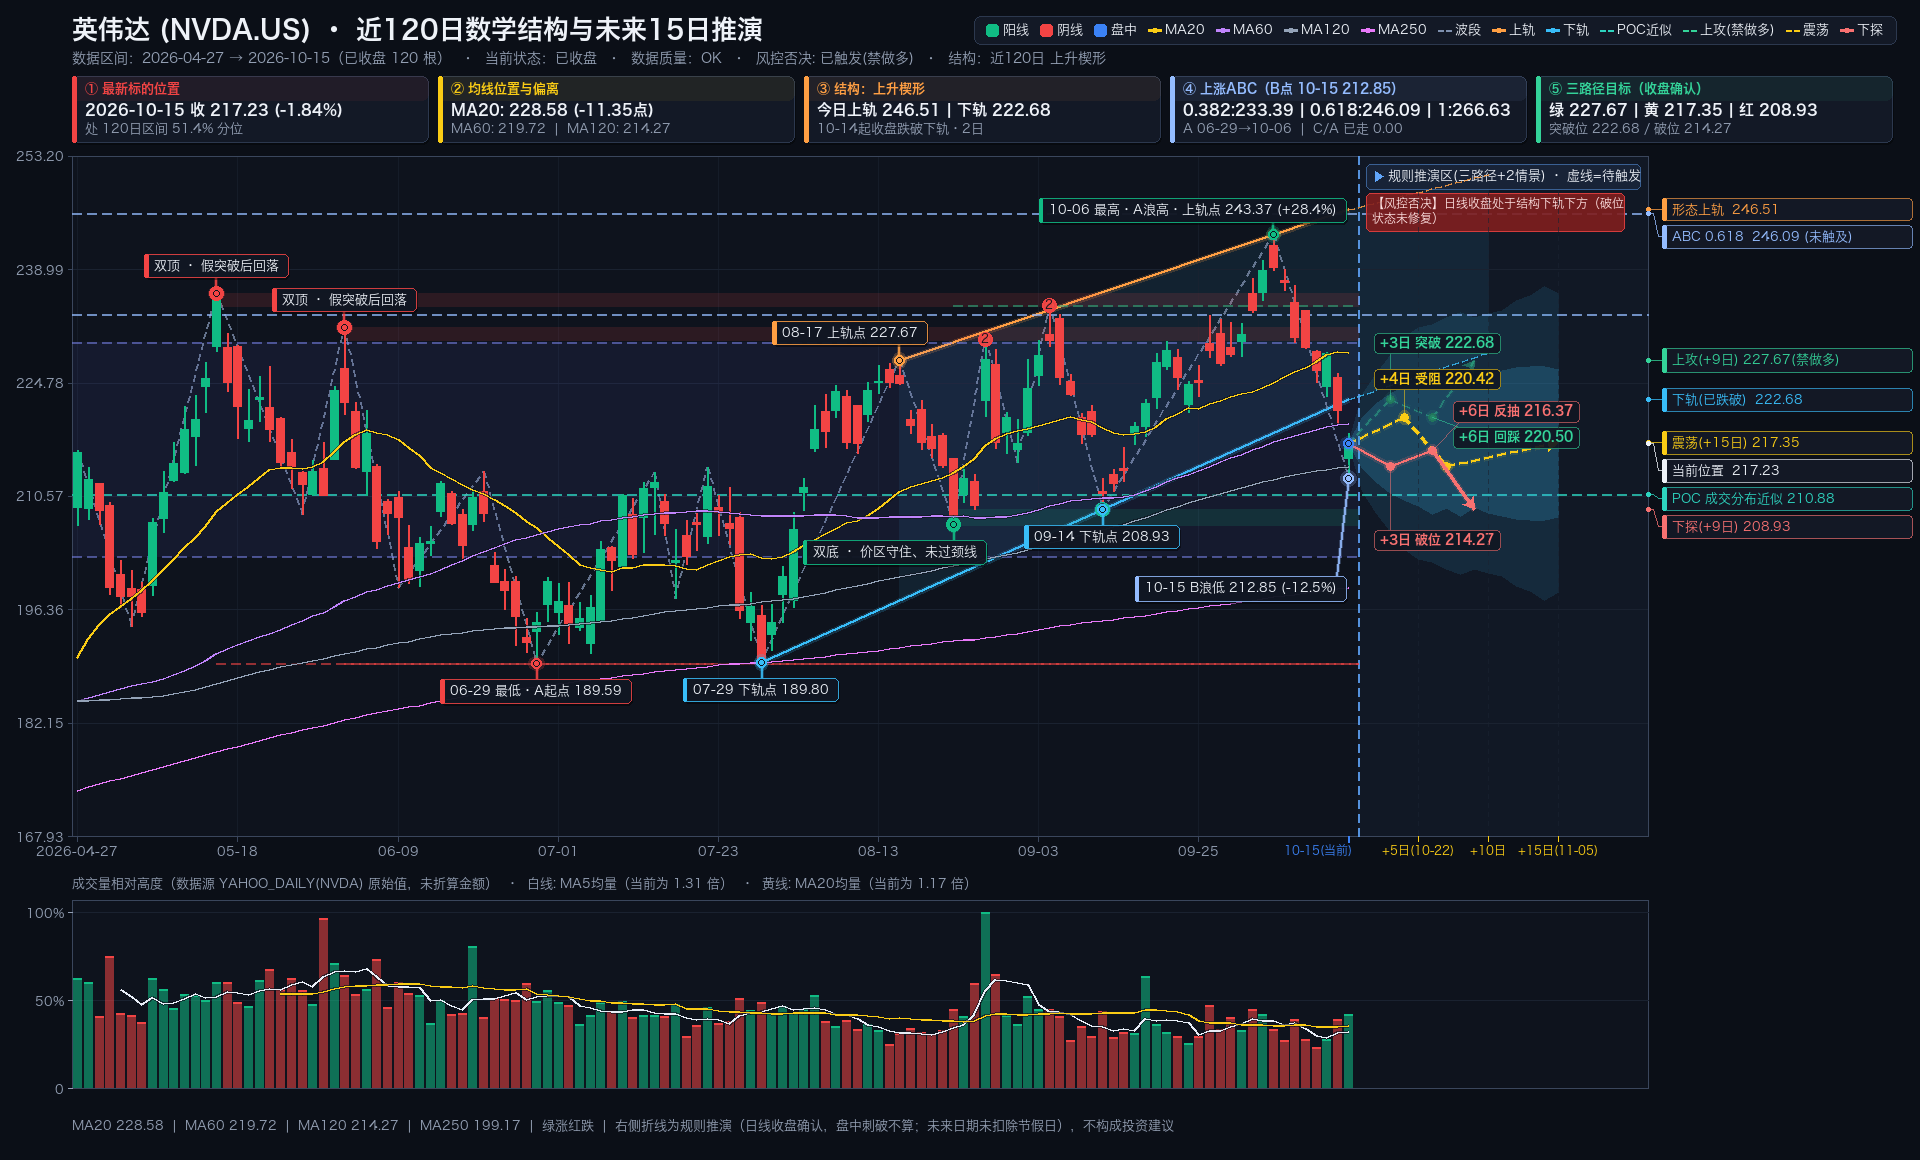 英伟达 (NVDA.US) · 近120日数学结构与未来15日推演
阳线 阴线 盘中 MA20 MA60 MA120 MA250 波段 上轨 下轨 POC近似 上攻(禁做多) 震荡 下探
数据区间：2026-04-27 → 2026-10-15（已收盘 120 根） · 当前状态：已收盘 · 数据质量：OK · 风控否决：已触发(禁做多) · 结构：近120日 上升楔形
① 最新标的位置
2026-10-15 收 217.23 (-1.84%)
处 120日区间 51.4% 分位
② 均线位置与偏离
MA20: 228.58 (-11.35点)
MA60: 219.72 | MA120: 214.27
③ 结构：上升楔形
今日上轨 246.51 | 下轨 222.68
10-14起收盘跌破下轨 · 2日
④ 上涨ABC（B点 10-15 212.85）
0.382:233.39 | 0.618:246.09 | 1:266.63
A 06-29→10-06 | C/A 已走 0.00
⑤ 三路径目标（收盘确认）
绿 227.67 | 黄 217.35 | 红 208.93
突破位 222.68 / 破位 214.27
253.20
238.99
224.78
210.57
196.36
182.15
167.93
▶ 规则推演区(三路径+2情景) · 虚线=待触发
【风控否决】日线收盘处于结构下轨下方（破位
状态未修复）
10-06 最高 · A浪高 · 上轨点 243.37 (+28.4%)
双顶 · 假突破后回落
双顶 · 假突破后回落
08-17 上轨点 227.67
2
2
双底 · 价区守住、未过颈线
09-14 下轨点 208.93
10-15 B浪低 212.85 (-12.5%)
06-29 最低 · A起点 189.59
07-29 下轨点 189.80
+3日 突破 222.68
+4日 受阻 220.42
+6日 反抽 216.37
+6日 回踩 220.50
+3日 破位 214.27
形态上轨 246.51
ABC 0.618 246.09 (未触及)
上攻(+9日) 227.67(禁做多)
下轨(已跌破) 222.68
震荡(+15日) 217.35
当前位置 217.23
POC 成交分布近似 210.88
下探(+9日) 208.93
2026-04-27 05-18 06-09 07-01 07-23 08-13 09-03 09-25 10-15(当前) +5日(10-22) +10日 +15日(11-05)
成交量相对高度（数据源 YAHOO_DAILY(NVDA) 原始值，未折算金额） · 白线: MA5均量（当前为 1.31 倍） · 黄线: MA20均量（当前为 1.17 倍）
100%
50%
0
MA20 228.58 | MA60 219.72 | MA120 214.27 | MA250 199.17 | 绿涨红跌 | 右侧折线为规则推演（日线收盘确认，盘中刺破不算；未来日期未扣除节假日），不构成投资建议